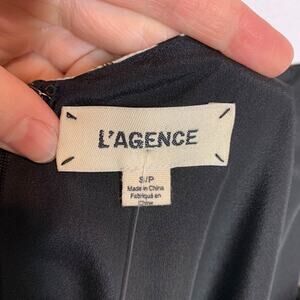 L'AGENCE
S/P
Made in China
Fabriqué en
Chine